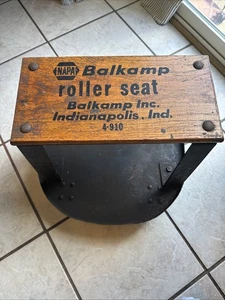 NAPA Balkamp
roller seat
Balkamp Inc.
Indianapolis, Ind.
4-910